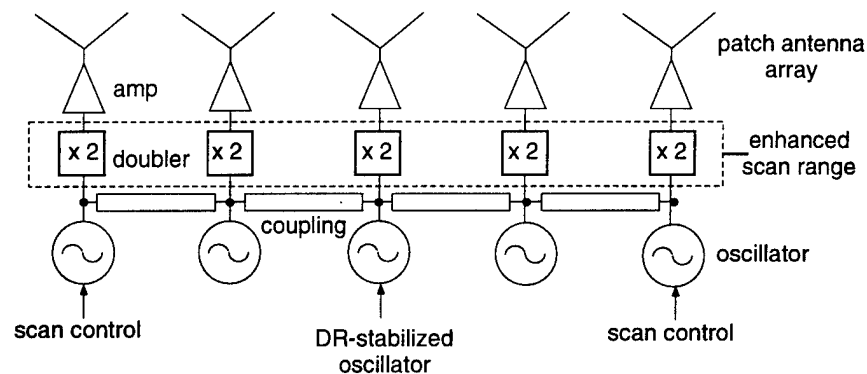 patch antenna
array
amp
x 2
doubler
x 2
x 2
x 2
x 2
enhanced
scan range
coupling
oscillator
scan control
DR-stabilized
oscillator
scan control